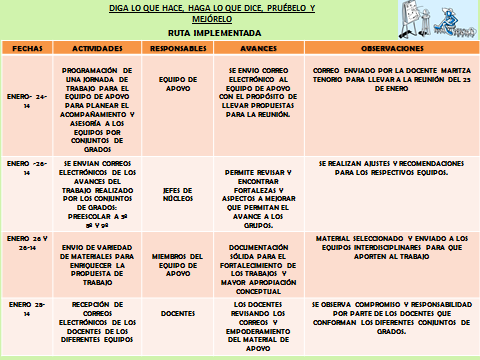 DIGA LO QUE HACE, HAGA LO QUE DICE, PRUÉBELO Y
MEJÓRELO
RUTA IMPLEMENTADA
FECHAS ACTIVIDADES RESPONSABLES AVANCES OBSERVACIONES
ENERO- 24-
14
PROGRAMACIÓN DE
UNA JORNADA DE
TRABAJO PARA EL
EQUIPO DE APOYO
PARA PLANEAR EL
ACOMPAÑAMIENTO Y
ASESORÍA A LOS
EQUIPOS POR
CONJUNTOS DE
GRADOS
EQUIPO DE
APOYO
SE ENVIO CORREO
ELECTRÓNICO AL
EQUIPO DE APOYO
CON EL PROPÓSITO DE
LLEVAR PROPUESTAS
PARA LA REUNIÓN.
CORREO ENVIADO POR LA DOCENTE MARITZA
TENORIO PARA LLEVAR A LA REUNIÓN DEL 25
DE ENERO
ENERO -26-
14
SE ENVIAN CORREOS
ELECTRÓNICOS DE LOS
AVANCES DEL
TRABAJO REALIZADO
POR LOS CONJUNTOS
DE GRADOS:
PREESCOLAR A 5º
8º Y 9º
JEFES DE
NÚCLEOS
PERMITE REVISAR Y
ENCONTRAR
FORTALEZAS Y
ASPECTOS A MEJORAR
QUE PERMITAN EL
AVANCE A LOS
GRUPOS.
SE REALIZAN AJUSTES Y RECOMENDACIONES
PARA LOS RESPECTIVOS EQUIPOS.
ENERO 26 Y
26-14
ENVIO DE VARIEDAD
DE MATERIALES PARA
ENRIQUECER LA
PROPUESTA DE
TRABAJO
MIEMBROS DEL
EQUIPO DE
APOYO
DOCUMENTACIÓN
SÓLIDA PARA EL
FORTALECIMIENTO DE
LOS TRABAJOS Y
MAYOR APROPIACIÓN
CONCEPTUAL
MATERIAL SELECCIONADO Y ENVIADO A LOS
EQUIPOS INTERDISCIPLINARES PARA QUE
APORTEN AL TRABAJO
ENERO 28-
14
RECEPCIÓN DE
CORREOS
ELECTRÓNICOS DE LOS
DOCENTES DE LOS
DIFERENTES EQUIPOS
DOCENTES
LOS DOCENTES
REVISANDO LOS
CORREOS Y
EMPODERAMIENTO
DEL MATERIAL DE
APOYO
SE OBSERVA COMPROMISO Y RESPONSABILIDAD
POR PARTE DE LOS DOCENTES QUE
CONFORMAN LOS DIFERENTES CONJUNTOS DE
GRADOS.